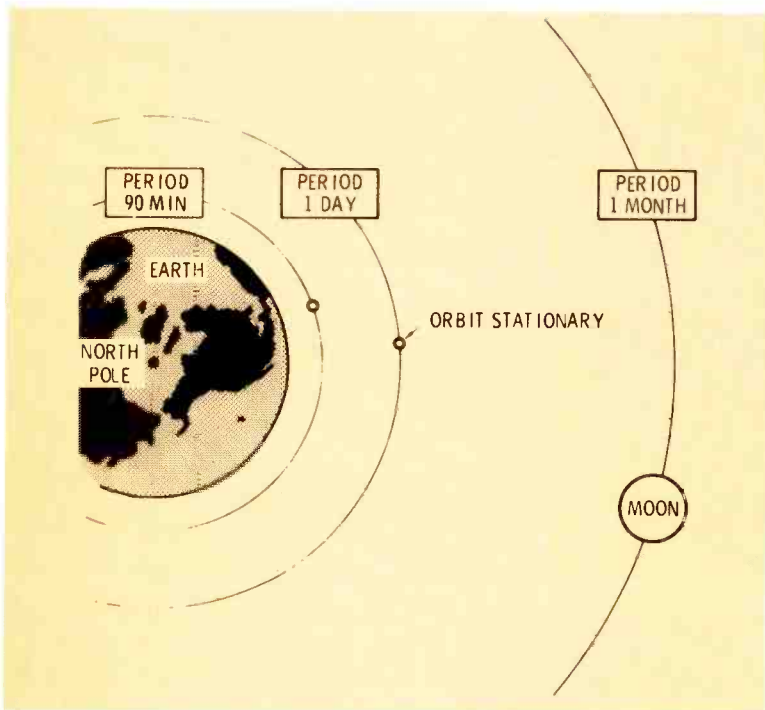 PERIOD
90 MIN
PERIOD
1 DAY
PERIOD
1 MONTH
EARTH
ORBIT STATIONARY
NORTH
POLE
MOON